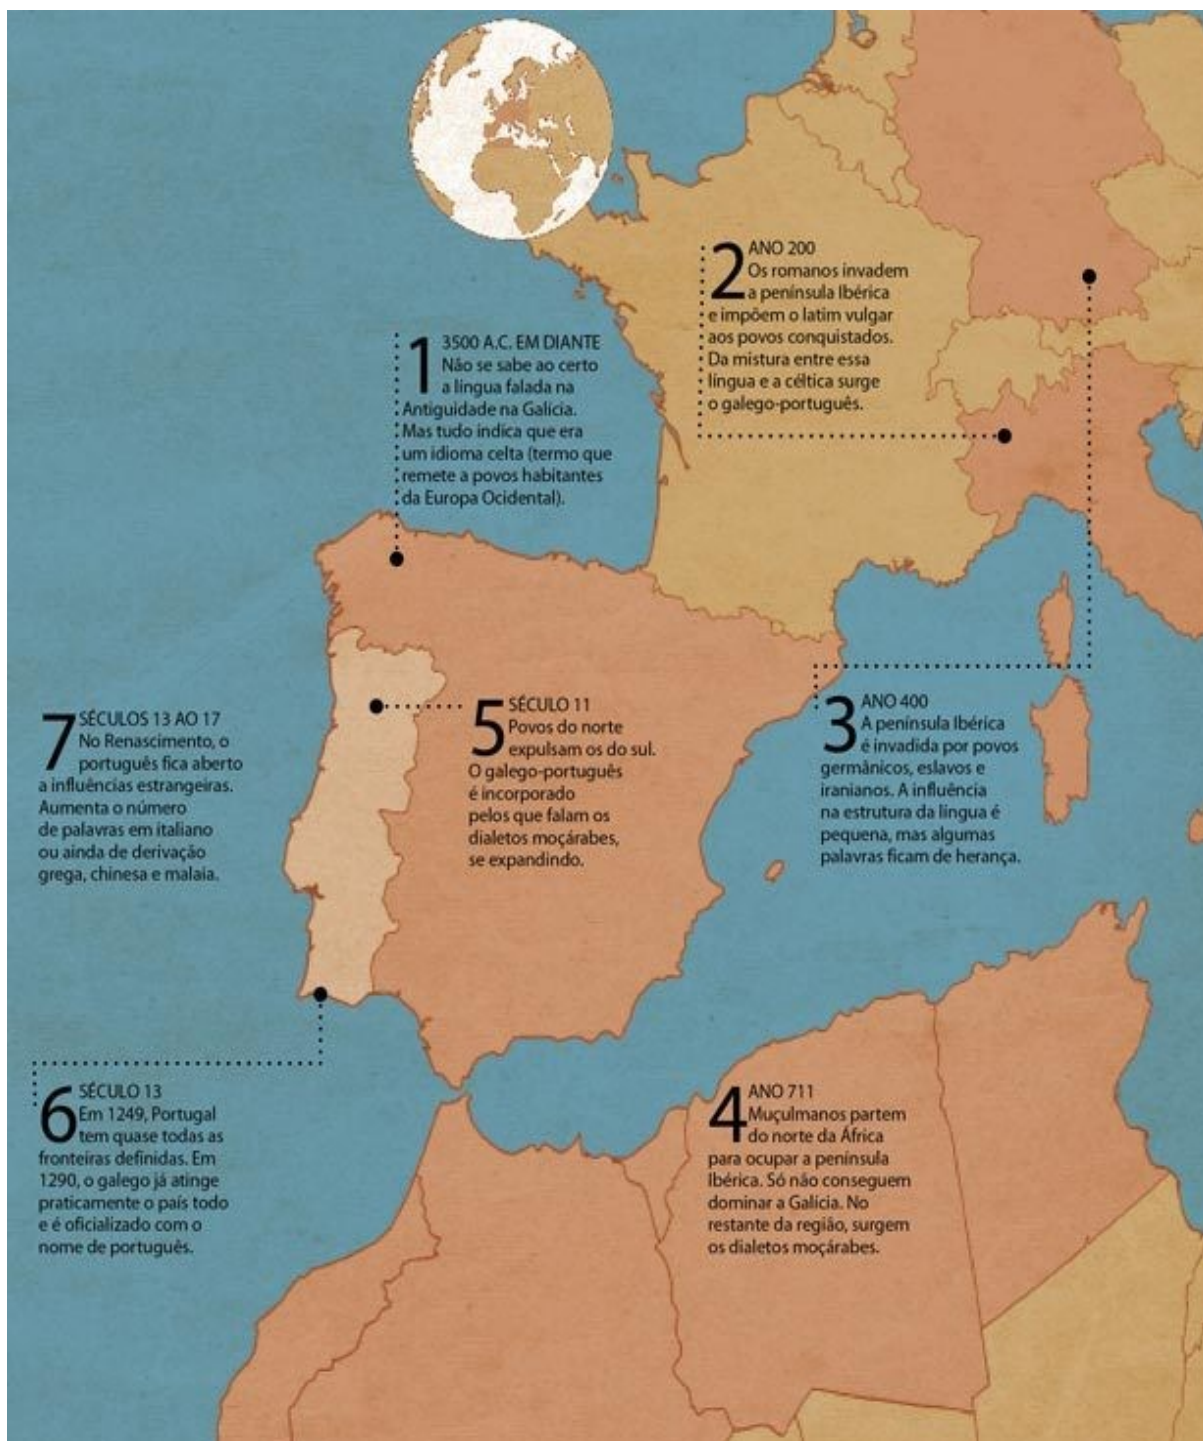 1 3500 A.C. EM DIANTE
Não se sabe ao certo
a língua falada na
Antiguidade na Galícia.
Mas tudo indica que era
um idioma celta (termo que
remete a povos habitantes
da Europa Ocidental).
2 ANO 200
Os romanos invadem
a península Ibérica
e impõem o latim vulgar
aos povos conquistados.
Da mistura entre essa
língua e a céltica surge
o galego-português.
3 ANO 400
A península Ibérica
é invadida por povos
germânicos, eslavos e
iranianos. A influência
na estrutura da língua é
pequena, mas algumas
palavras ficam de herança.
4 ANO 711
Muçulmanos partem
do norte da África
para ocupar a península
Ibérica. Só não conseguem
dominar a Galícia. No
restante da região, surgem
os dialetos moçárabes.
5 SÉCULO 11
Povos do norte
expulsam os do sul.
O galego-português
é incorporado
pelos que falam os
dialetos moçárabes,
se expandindo.
6 SÉCULO 13
Em 1249, Portugal
tem quase todas as
fronteiras definidas. Em
1290, o galego já atinge
praticamente o país todo
e é oficializado com o
nome de português.
7 SÉCULOS 13 AO 17
No Renascimento, o
português fica aberto
a influências estrangeiras.
Aumenta o número
de palavras em italiano
ou ainda de derivação
grega, chinesa e malaia.